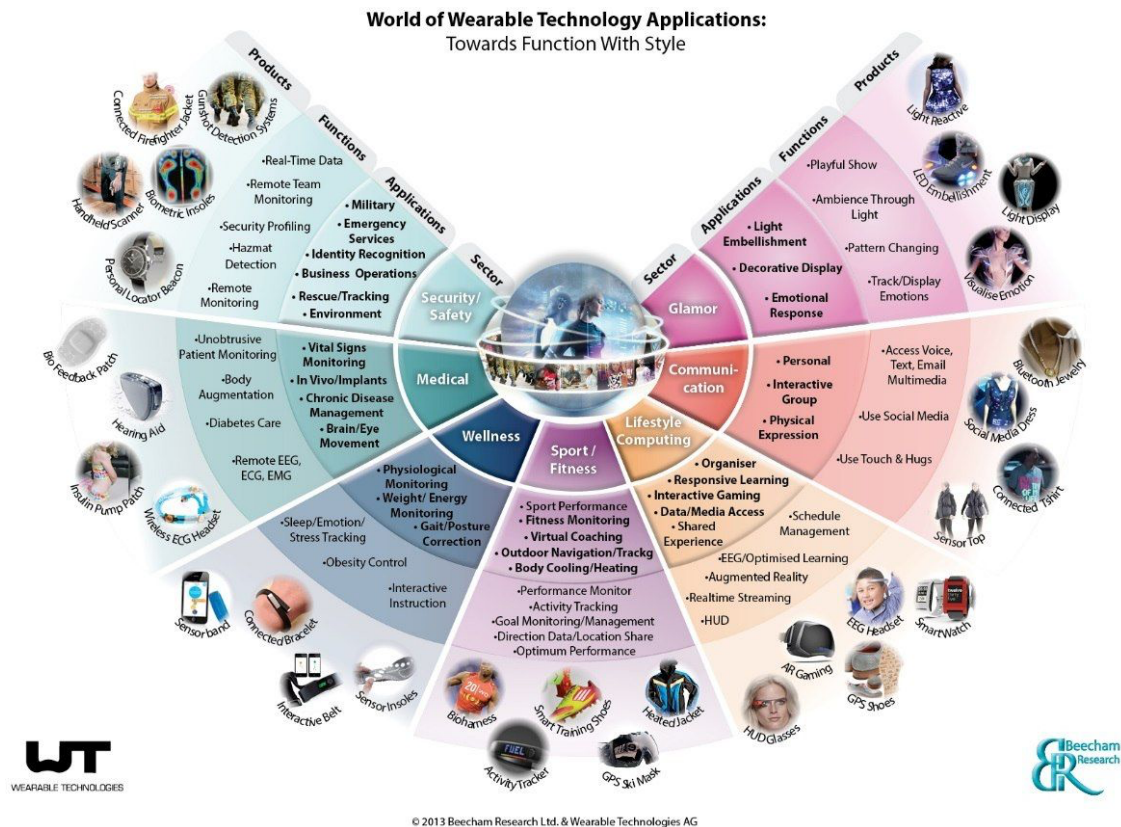 World of Wearable Technology Applications:
Towards Function With Style
Products
Functions
Applications
Sector
Connected Firefighter Jacket
Gunshot Detection Systems
Handheld Scanner
Biometric Insoles
Personal Locator Beacon
•Real-Time Data
•Remote Team
Monitoring
•Security Profiling
•Hazmat
Detection
•Remote
Monitoring
• Military
• Emergency
Services
• Identity Recognition
• Business Operations
• Rescue/Tracking
• Environment
Security/
Safety
Bio Feedback Patch
Hearing Aid
Insulin Pump Patch
Wireless ECG Headset
•Unobtrusive
Patient Monitoring
•Body
Augmentation
•Diabetes Care
•Remote EEG,
ECG, EMG
• Vital Signs
Monitoring
• In Vivo/Implants
• Chronic Disease
Management
• Brain/Eye
Movement
Medical
Wellness
•Physiological
Monitoring
•Weight/ Energy
Monitoring
• Gait/Posture
Correction
•Sleep/Emotion/
Stress Tracking
•Obesity Control
•Interactive
Instruction
Sensor band
Connected Bracelet
Interactive Belt
Sensor Insoles
Sport /
Fitness
•Sport Performance
• Fitness Monitoring
• Virtual Coaching
• Outdoor Navigation/Trackg
• Body Cooling/Heating
•Performance Monitor
•Activity Tracking
•Goal Monitoring/Management
•Direction Data/Location Share
•Optimum Performance
Bioharness
Smart Training Shoes
Heated Jacket
Activity Tracker
FUEL
GPS Ski Mask
Lifestyle
Computing
• Organiser
• Responsive Learning
• Interactive Gaming
•Data/Media Access
• Shared
Experience
•Schedule
Management
•EEG/Optimised Learning
•Augmented Reality
•Realtime Streaming
•HUD
EEG Headset
SmartWatch
AR Gaming
GPS Shoes
HUD Glasses
Communi-
cation
• Personal
• Interactive
Group
• Physical
Expression
•Access Voice,
Text, Email
Multimedia
•Use Social Media
•Use Touch & Hugs
Bluetooth Jewelry
Social Media Dress
Connected Tshirt
Sensor Top
Sector
Applications
Functions
Products
Glamor
• Light
Embellishment
• Decorative Display
• Emotional
Response
•Playful Show
•Ambience Through
Light
•Pattern Changing
•Track/Display
Emotions
Light Reactive
LED Embellishment
Light Display
Visualise Emotion
WT
WEARABLE TECHNOLOGIES
BR
Beecham
Research
© 2013 Beecham Research Ltd. & Wearable Technologies AG